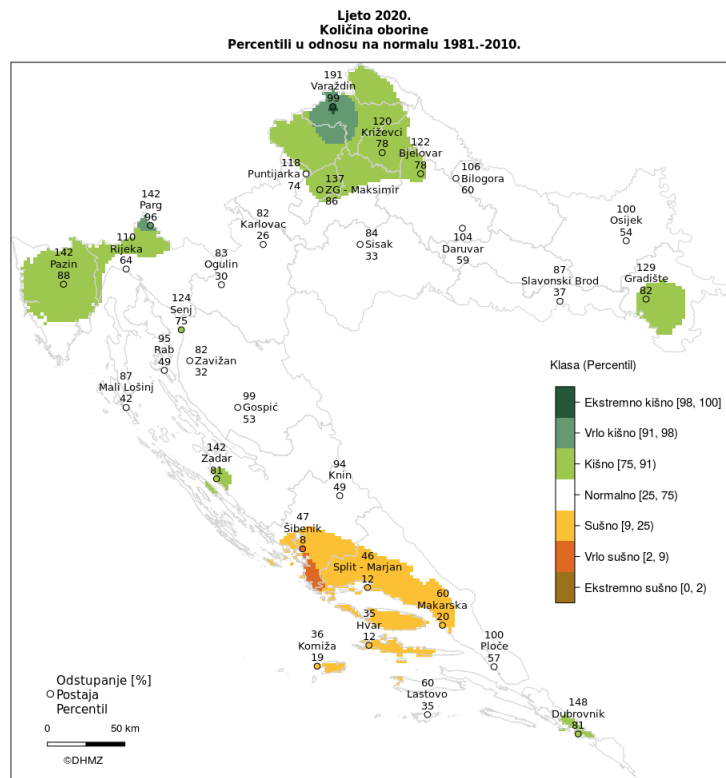 Ljeto 2020.
Količina oborine
Percentili u odnosu na normalu 1981.-2010.
191
Varaždin
99
120
Križevci
78
122
Bjelovar
78
118
Puntijarka
74
137
ZG - Maksimir
86
106
Bilogora
60
142
Parg
96
110
Rijeka
64
142
Pazin
88
82
Karlovac
26
83
Ogulin
30
84
Sisak
33
104
Daruvar
59
100
Osijek
54
87
Slavonski Brod
37
129
Gradište
82
124
Senj
75
95
Rab
49
82
Zavižan
32
87
Mali Lošinj
42
99
Gospić
53
142
Zadar
81
94
Knin
49
47
Šibenik
8
46
Split - Marjan
12
60
Makarska
20
35
Hvar
12
36
Komiža
19
100
Ploče
57
60
Lastovo
35
148
Dubrovnik
81
Klasa (Percentil)
Ekstremno kišno [98, 100]
Vrlo kišno [91, 98)
Kišno [75, 91)
Normalno [25, 75)
Sušno [9, 25)
Vrlo sušno [2, 9)
Ekstremno sušno [0, 2)
Odstupanje [%]
Postaja
Percentil
0 50 km
©DHMZ